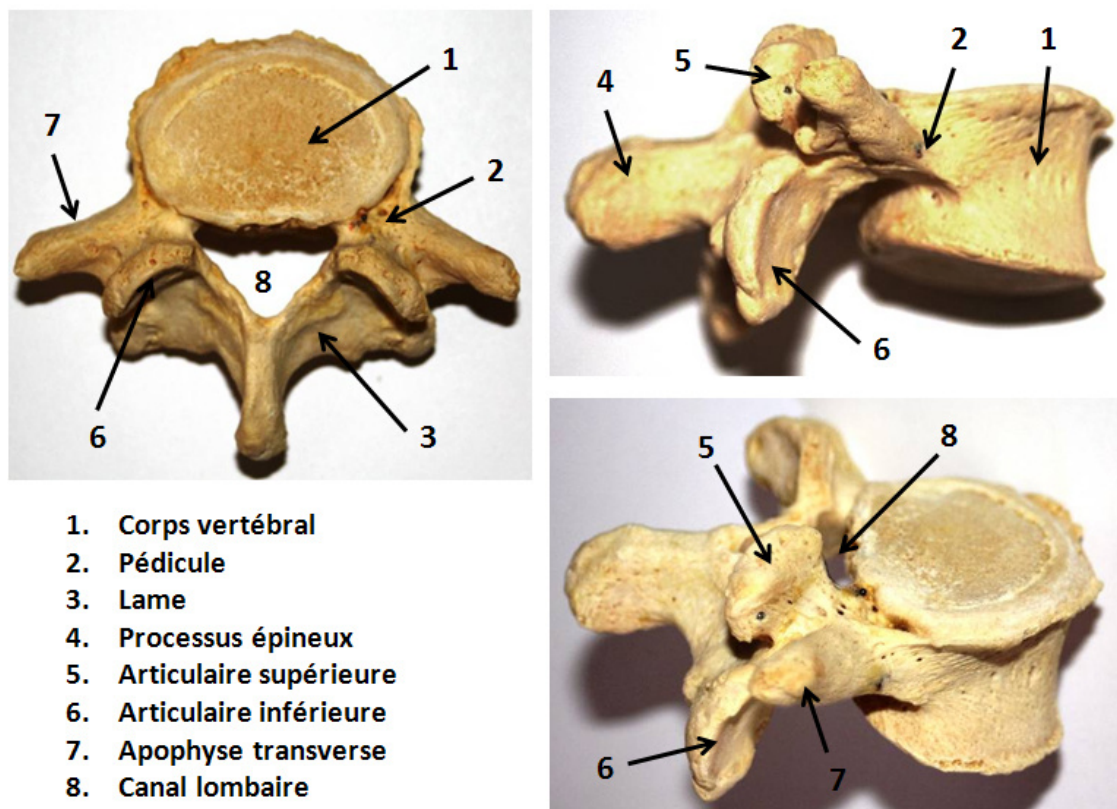 1
7
2
8
6
3
5
2
1
4
6
5
8
6
7
1. Corps vertébral
2. Pédicule
3. Lame
4. Processus épineux
5. Articulaire supérieure
6. Articulaire inférieure
7. Apophyse transverse
8. Canal lombaire